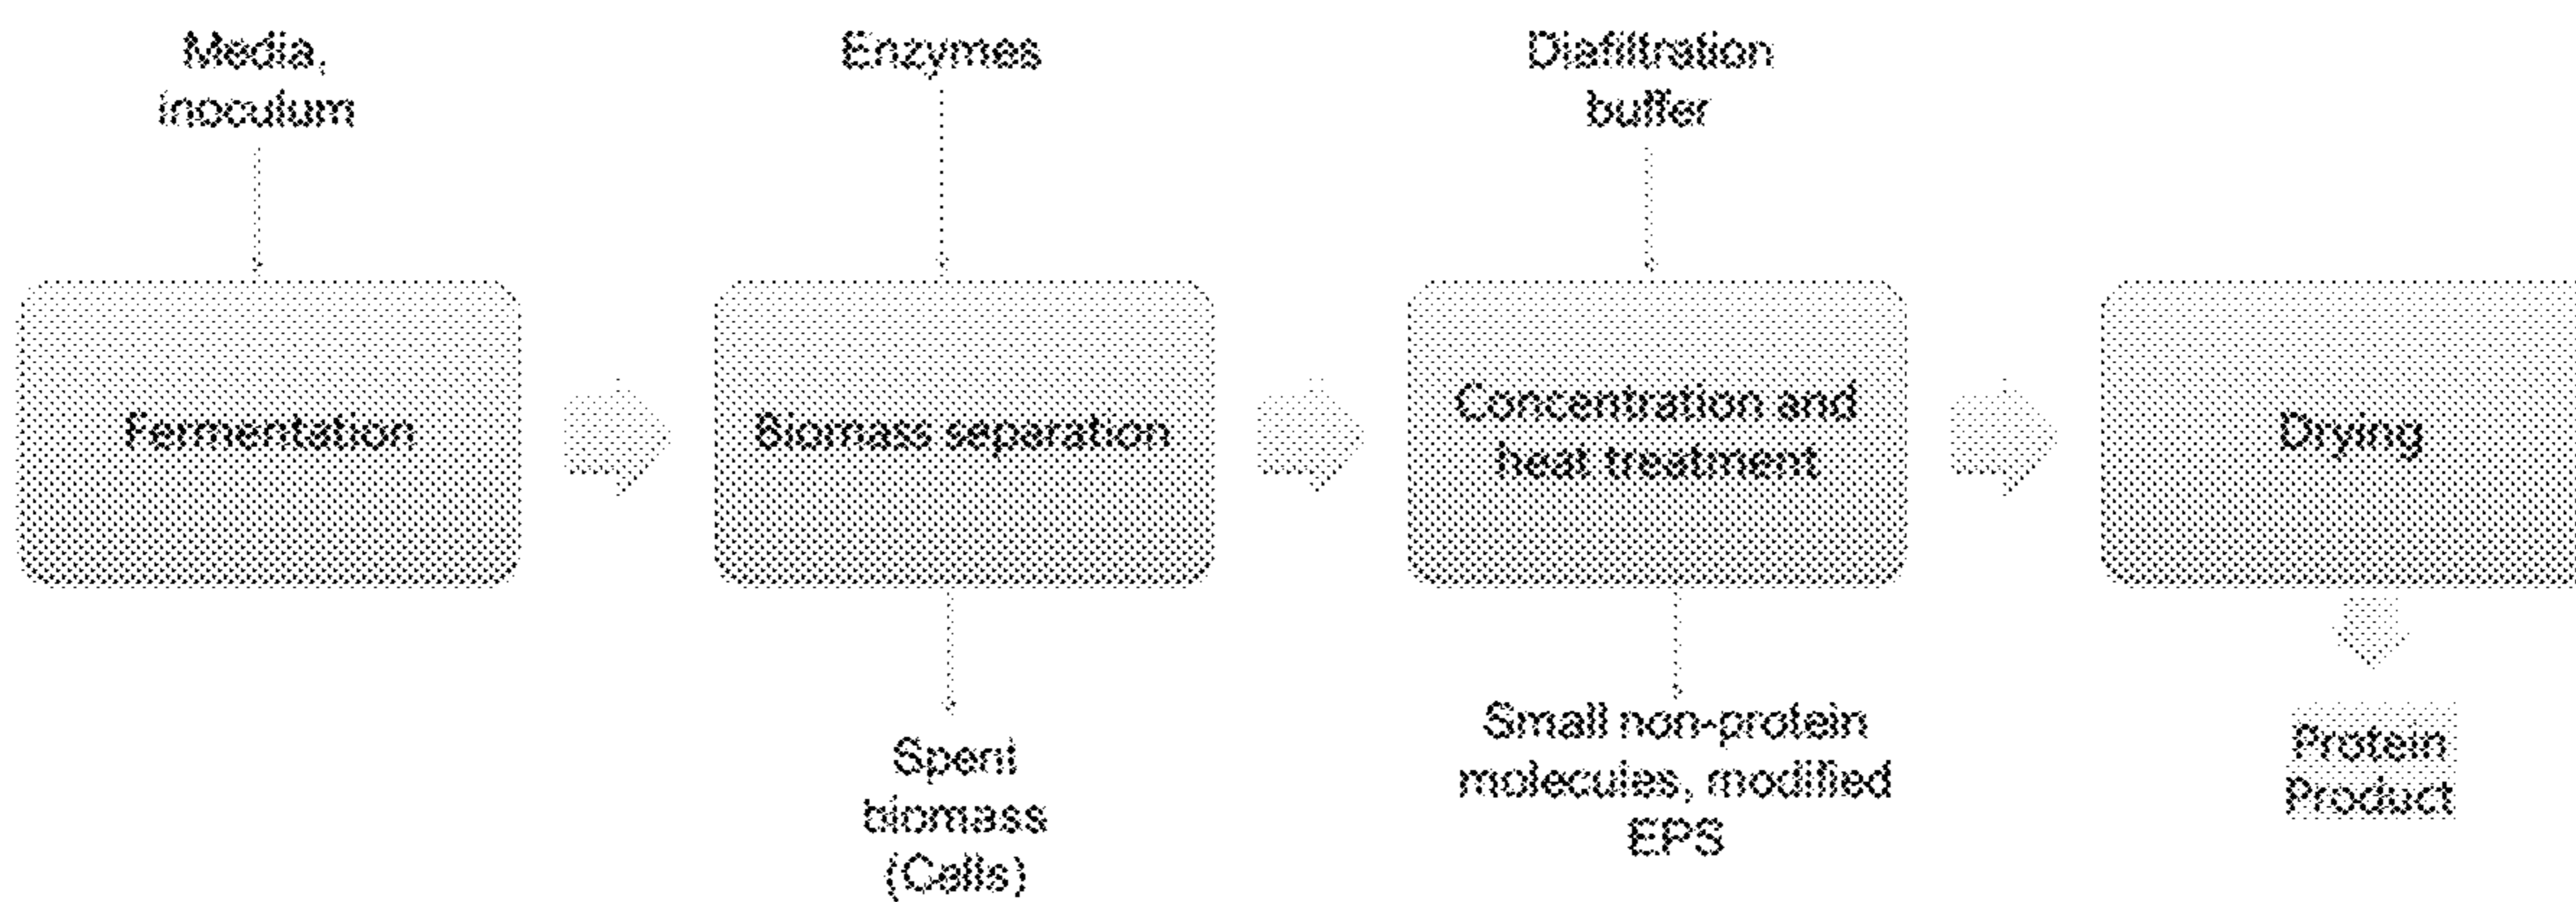 Media,
inoculum
Enzymes
Diafiltration
buffer
Fermentation
Biomass separation
Concentration and
heat treatment
Drying
Spent
biomass
(Cells)
Small non-protein
molecules, modified
EPS
Protein
Product